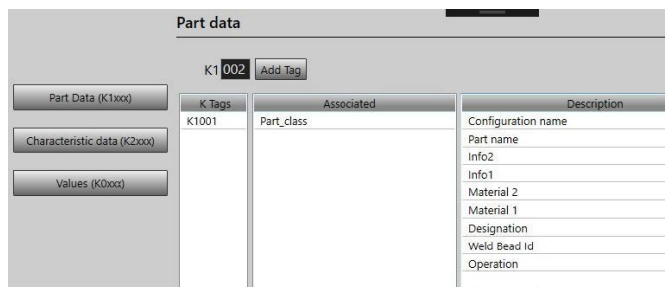 Part data
K1 002 Add Tag
Part Data (K1xxx)
Characteristic data (K2xxx)
Values (K0xxx)
K Tags Associated Description
K1001 Part_class Configuration name
Part name
Info2
Info1
Material 2
Material 1
Designation
Weld Bead Id
Operation